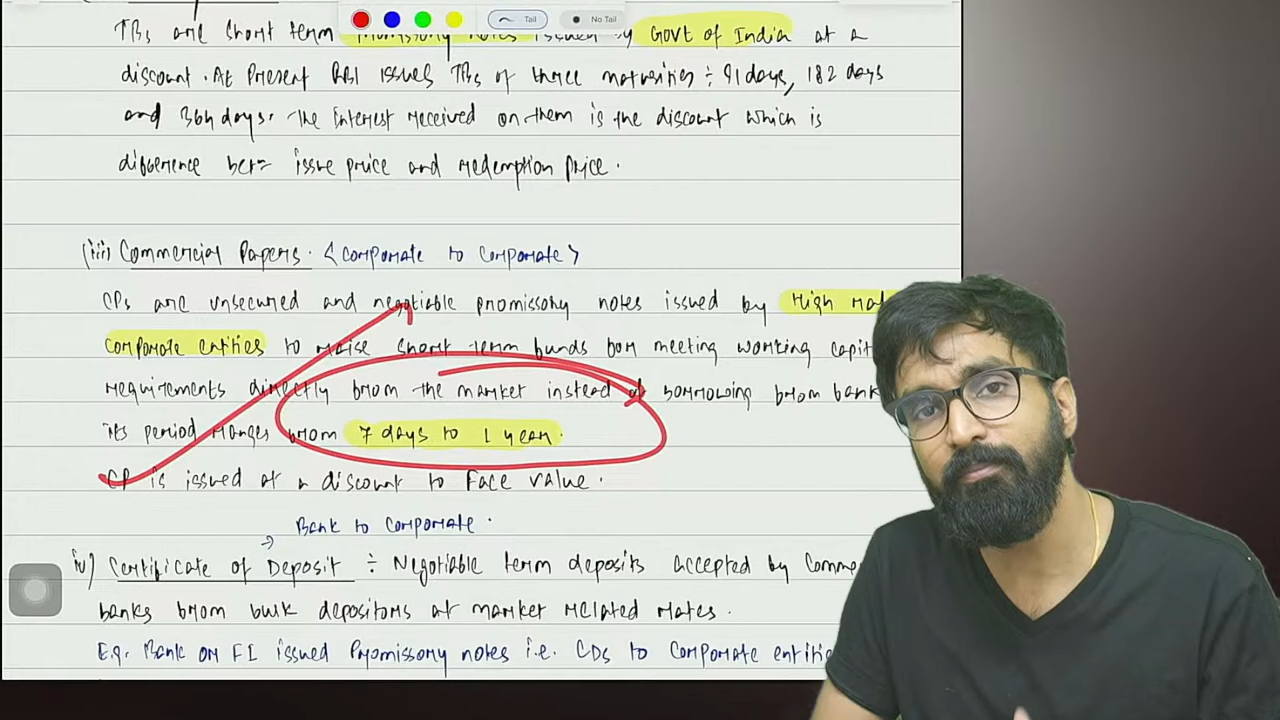 Tail
No Tail
TBs are short term promissory notes issued by Govt of India at a
discount. At Present RBI issues TBs of three maturities ÷ 91 days, 182 days
and 364 days. The Interest received on them is the discount which is
difference betn issue price and redemption Price.
(iii) Commercial Papers. <Corporate to Corporate>
CPs are unsecured and negotiable promissory notes issued by High
corporate entities to raise short term funds for meeting working
requirements directly from the market instead of borrowing from bank
its period ranges from 7 days to 1 year.
CP is issued at a discount to Face value.
Bank to Corporate.
iv) Certificate of Deposit ÷ Negotiable term deposits accepted by
banks from bulk depositors at market related rates.
E.g. Bank or FI issued Promissory notes i.e. CDs to Corporate